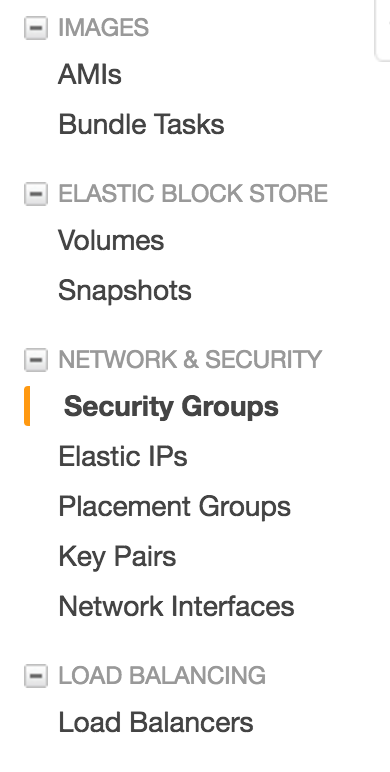 IMAGES
AMIs
Bundle Tasks
ELASTIC BLOCK STORE
Volumes
Snapshots
NETWORK & SECURITY
Security Groups
Elastic IPs
Placement Groups
Key Pairs
Network Interfaces
LOAD BALANCING
Load Balancers